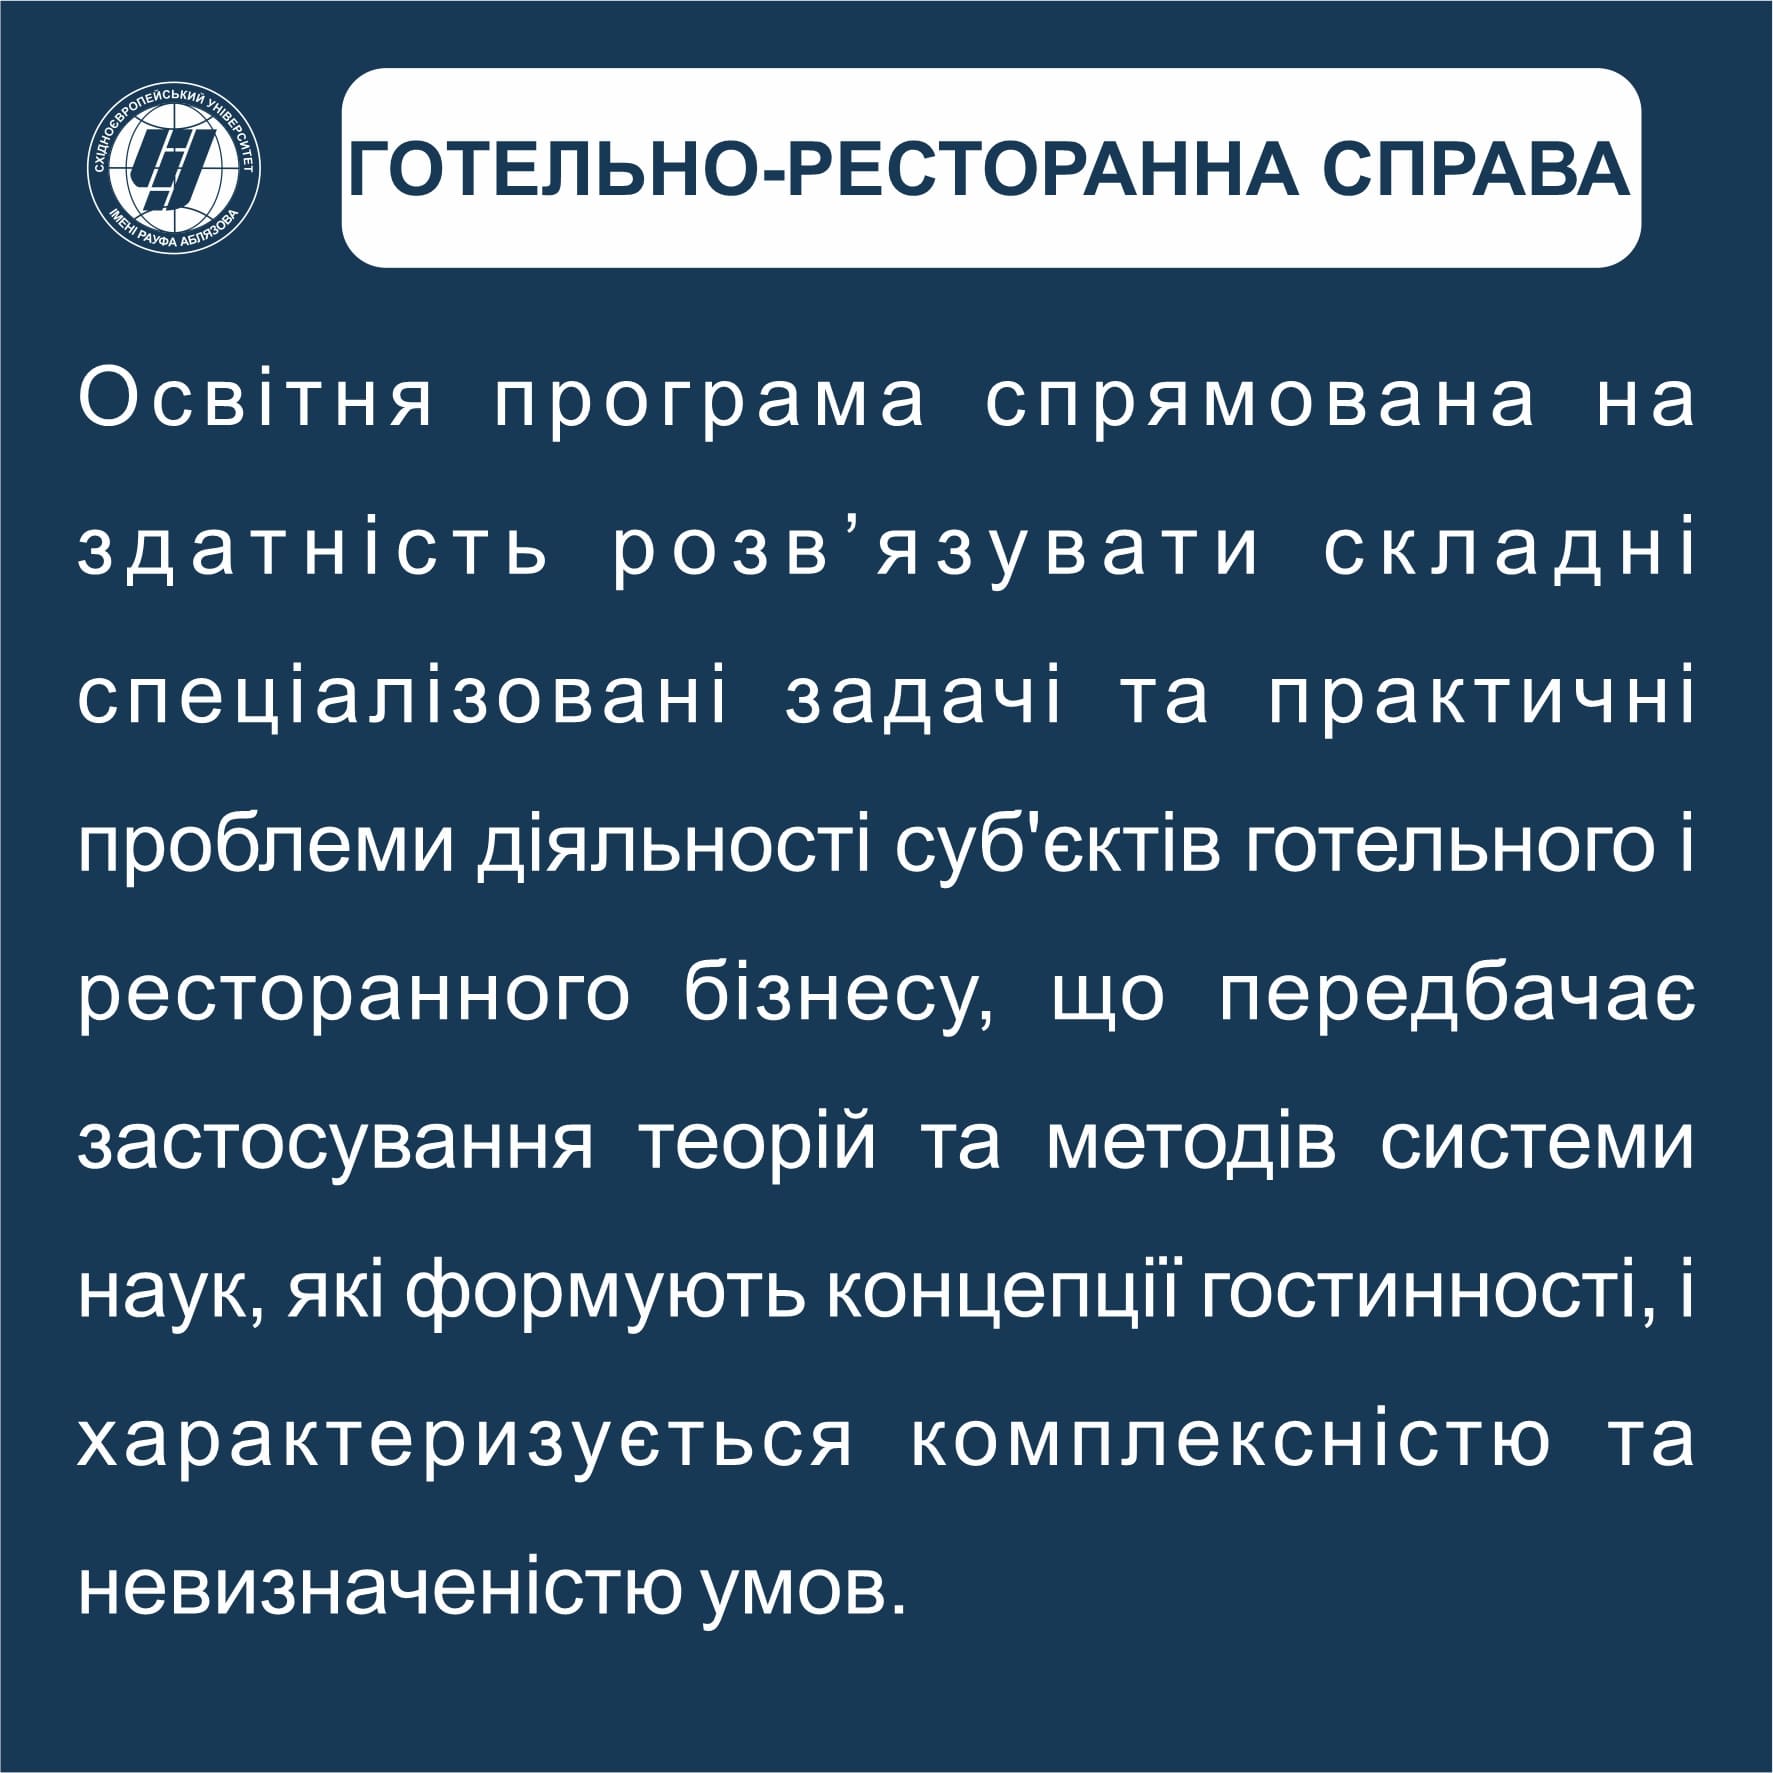 СХІДНОЄВРОПЕЙСЬКИЙ УНІВЕРСИТЕТ
ІМЕНІ РАУФА АБЛЯЗОВА
ГОТЕЛЬНО-РЕСТОРАННА СПРАВА
Освітня програма спрямована на
здатність розв’язувати складні
спеціалізовані задачі та практичні
проблеми діяльності суб'єктів готельного і
ресторанного бізнесу, що передбачає
застосування теорій та методів системи
наук, які формують концепції гостинності, і
характеризується комплексністю та
невизначеністю умов.